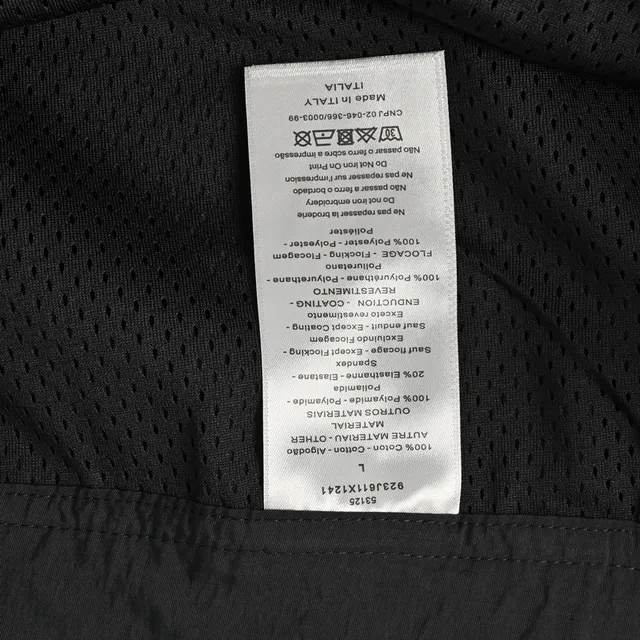 53125
923J611X1241
L
100% Coton - Cotton - Algodão
AUTRE MATERIAU - OTHER
MATERIAL
OUTROS MATERIAIS
100% Polyamide - Polyamide -
Poliamida
20% Elasthanne - Elastane -
Spandex
Sauf flocage - Except Flocking -
Excluindo Flocagem
Sauf enduit - Except Coating -
Exceto revestimento
ENDUCTION - COATING -
REVESTIMENTO
100% Polyuréthane - Polyurethane -
Poliuretano
FLOCAGE - Flocking - Flocagem
100% Polyester - Polyester -
Poliéster
Ne pas repasser la broderie
Do not iron embroidery
Não passar a ferro o bordado
Ne pas repasser sur l'impression
Do Not Iron On Print
Não passar o ferro sobre a impressão
30
CNPJ 02-046-366/0003-99
Made in ITALY
ITALIA